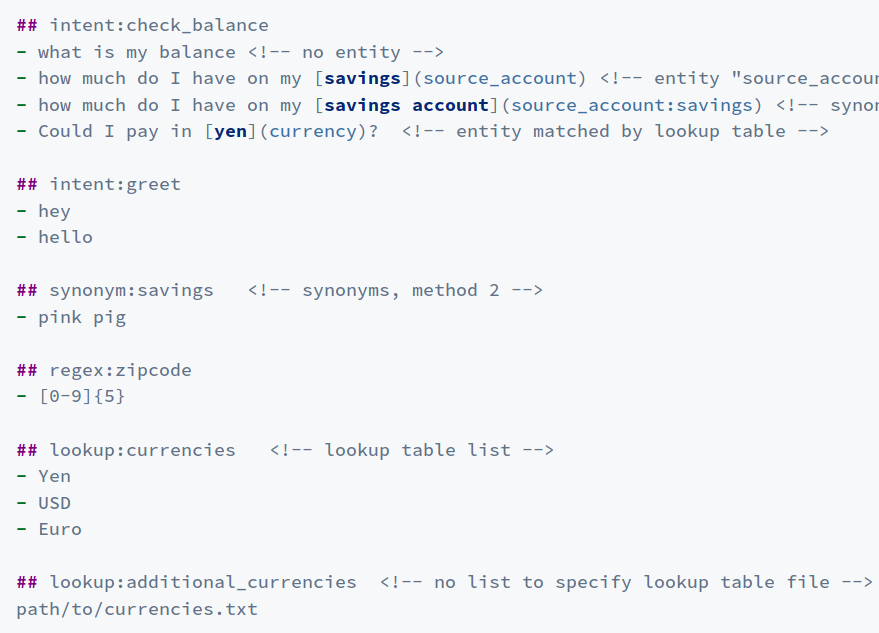 ## intent:check_balance
- what is my balance <!-- no entity -->
- how much do I have on my [savings](source_account) <!-- entity "source_accoun
- how much do I have on my [savings account](source_account:savings) <!-- synon
- Could I pay in [yen](currency)?  <!-- entity matched by lookup table -->
## intent:greet
- hey
- hello
## synonym:savings   <!-- synonyms, method 2 -->
- pink pig
## regex:zipcode
- [0-9]{5}
## lookup:currencies   <!-- lookup table list -->
- Yen
- USD
- Euro
## lookup:additional_currencies  <!-- no list to specify lookup table file -->
path/to/currencies.txt